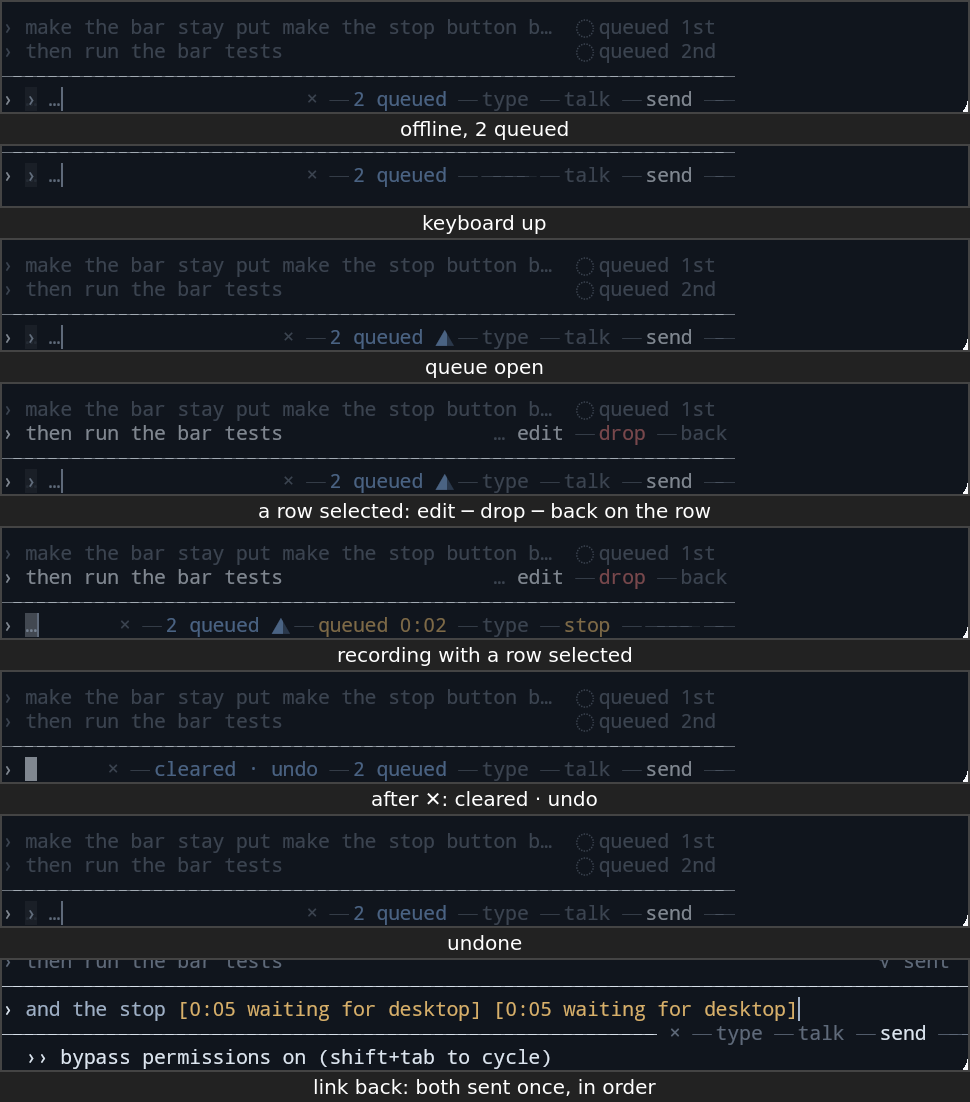 › make the bar stay put make the stop button b… ◌ queued 1st
› then run the bar tests ◌ queued 2nd
› › … × — 2 queued — type — talk — send —
offline, 2 queued
› › … × — 2 queued — talk — send —
keyboard up
› make the bar stay put make the stop button b… ◌ queued 1st
› then run the bar tests ◌ queued 2nd
› › … × — 2 queued ◭ — type — talk — send —
queue open
› make the bar stay put make the stop button b… ◌ queued 1st
› then run the bar tests … edit — drop — back
› › … × — 2 queued ◭ — type — talk — send —
a row selected: edit ─ drop ─ back on the row
› make the bar stay put make the stop button b… ◌ queued 1st
› then run the bar tests … edit — drop — back
› … × — 2 queued ◭ — queued 0:02 — type — stop —
recording with a row selected
› make the bar stay put make the stop button b… ◌ queued 1st
› then run the bar tests ◌ queued 2nd
› × — cleared · undo — 2 queued — type — talk — send —
after ✕: cleared · undo
› make the bar stay put make the stop button b… ◌ queued 1st
› then run the bar tests ◌ queued 2nd
› › … × — 2 queued — type — talk — send —
undone
› then run the bar tests √ sent
› and the stop [0:05 waiting for desktop] [0:05 waiting for desktop]
× — type — talk — send —
›› bypass permissions on (shift+tab to cycle)
link back: both sent once, in order